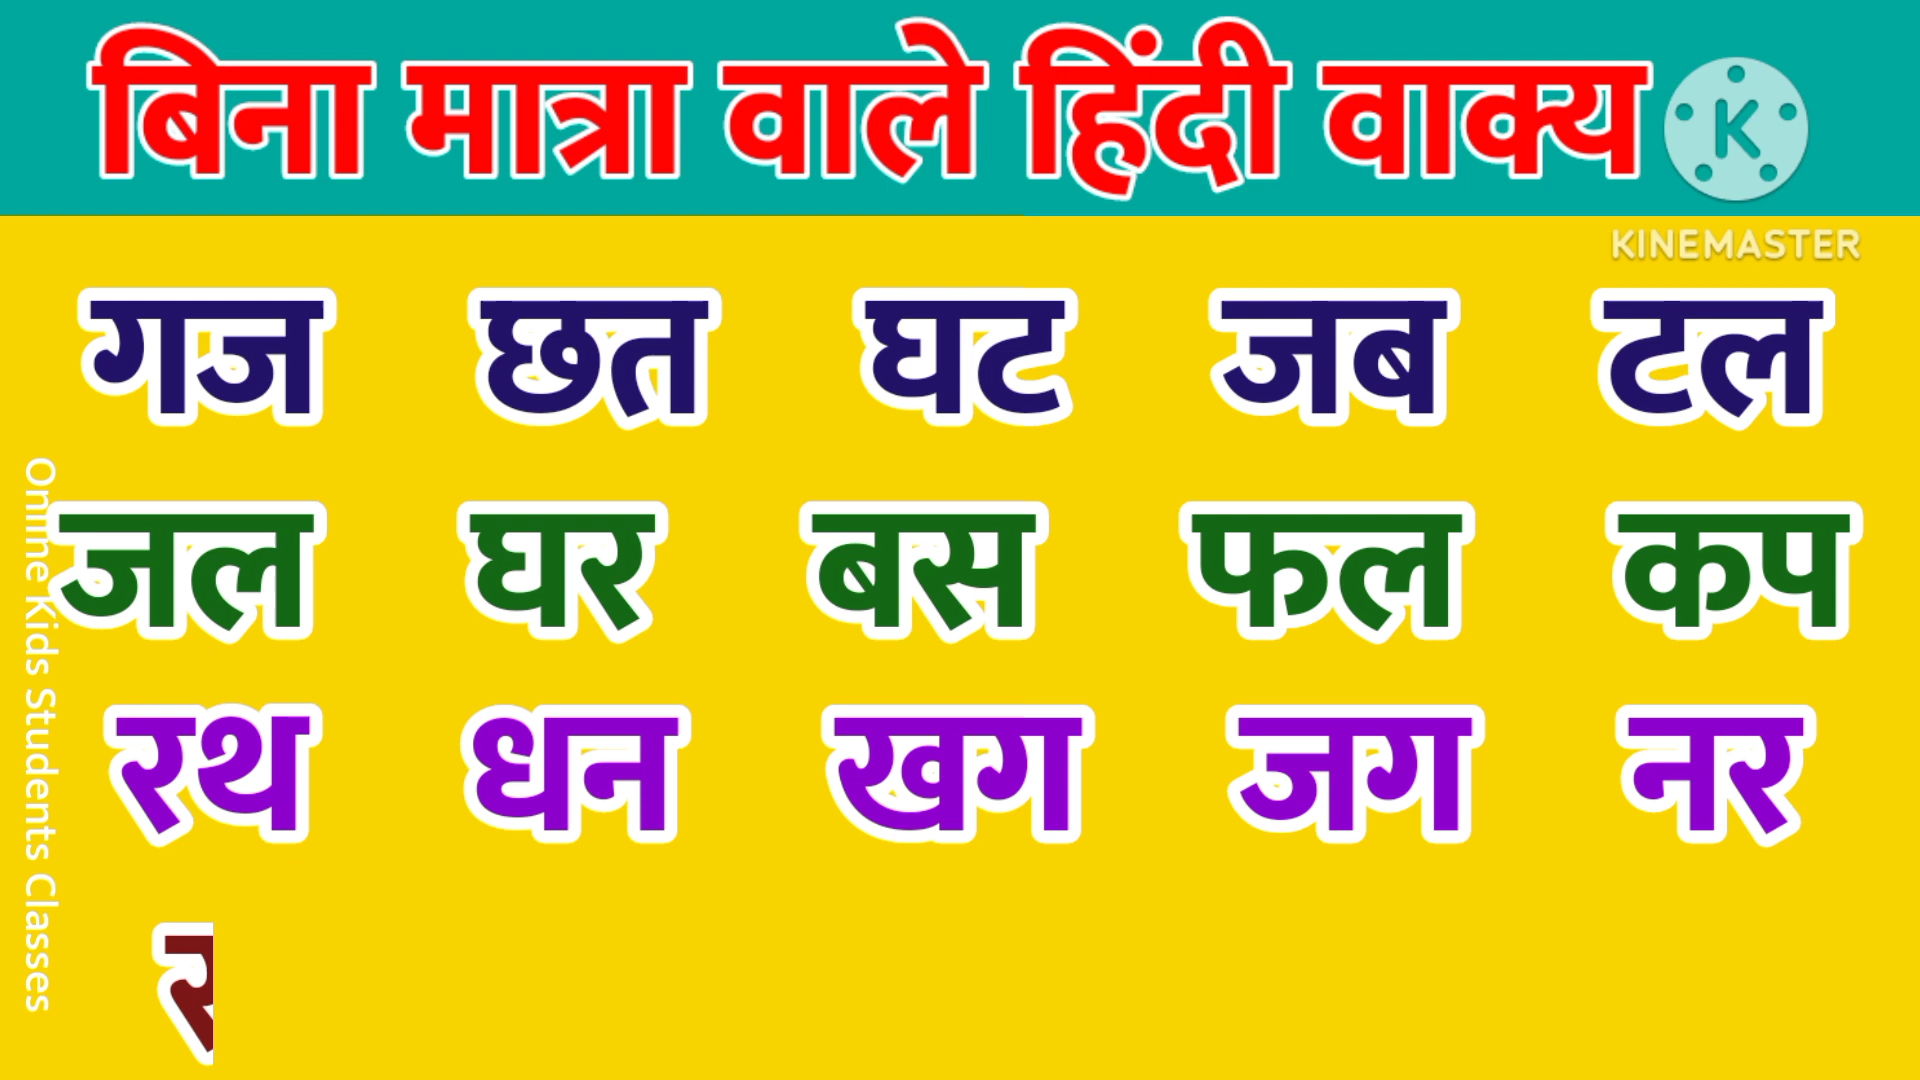 बिना मात्रा वाले हिंदी वाक्य
K
KINEMASTER
गज छत घट जब टल
जल घर बस फल कप
रथ धन खग जग नर
Online Kids Students Classes